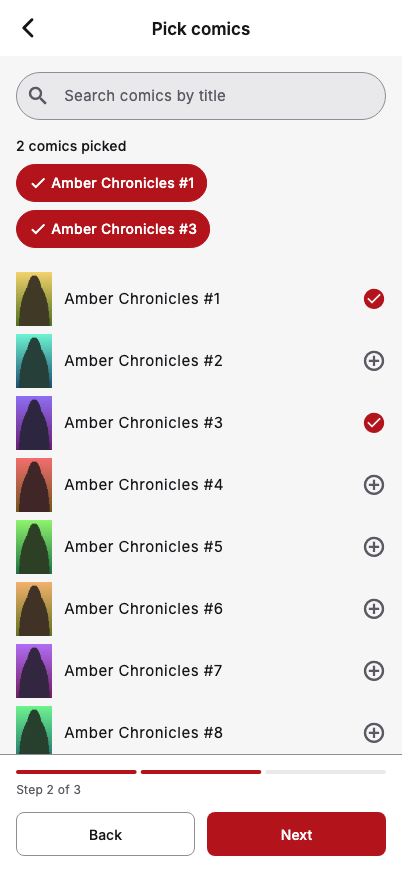 Pick comics
Search comics by title
2 comics picked
Amber Chronicles #1
Amber Chronicles #3
Amber Chronicles #1
Amber Chronicles #2
Amber Chronicles #3
Amber Chronicles #4
Amber Chronicles #5
Amber Chronicles #6
Amber Chronicles #7
Amber Chronicles #8
Step 2 of 3
Back
Next